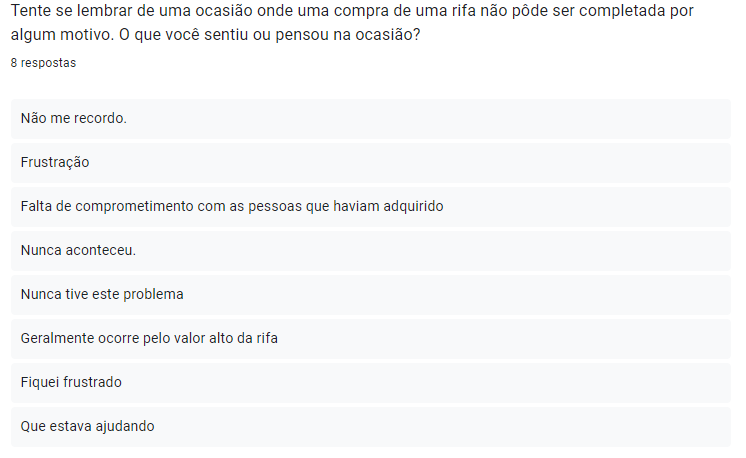 Tente se lembrar de uma ocasião onde uma compra de uma rifa não pôde ser completada por
algum motivo. O que você sentiu ou pensou na ocasião?
8 respostas
Não me recordo.
Frustração
Falta de comprometimento com as pessoas que haviam adquirido
Nunca aconteceu.
Nunca tive este problema
Geralmente ocorre pelo valor alto da rifa
Fiquei frustrado
Que estava ajudando